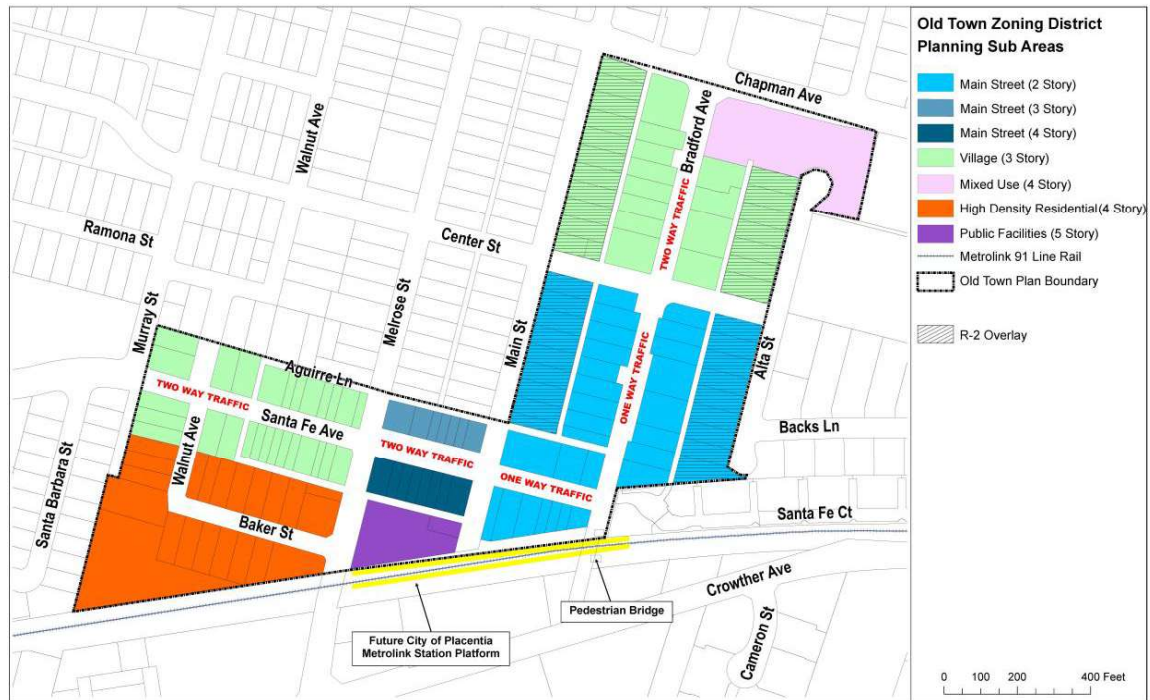 Old Town Zoning District
Planning Sub Areas
Main Street (2 Story)
Main Street (3 Story)
Main Street (4 Story)
Village (3 Story)
Mixed Use (4 Story)
High Density Residential(4 Story)
Public Facilities (5 Story)
Metrolink 91 Line Rail
Old Town Plan Boundary
R-2 Overlay
0 100 200 400 Feet
Chapman Ave
Bradford Ave
Walnut Ave
TWO WAY TRAFFIC
Center St
Ramona St
Melrose St
Main St
Murray St
Alta St
ONE WAY TRAFFIC
Aguirre Ln
TWO WAY TRAFFIC
Santa Fe Ave
Backs Ln
TWO WAY TRAFFIC
Walnut Ave
ONE WAY TRAFFIC
Santa Barbara St
Baker St
Santa Fe Ct
Crowther Ave
Pedestrian Bridge
Future City of Placentia
Metrolink Station Platform
Cameron St